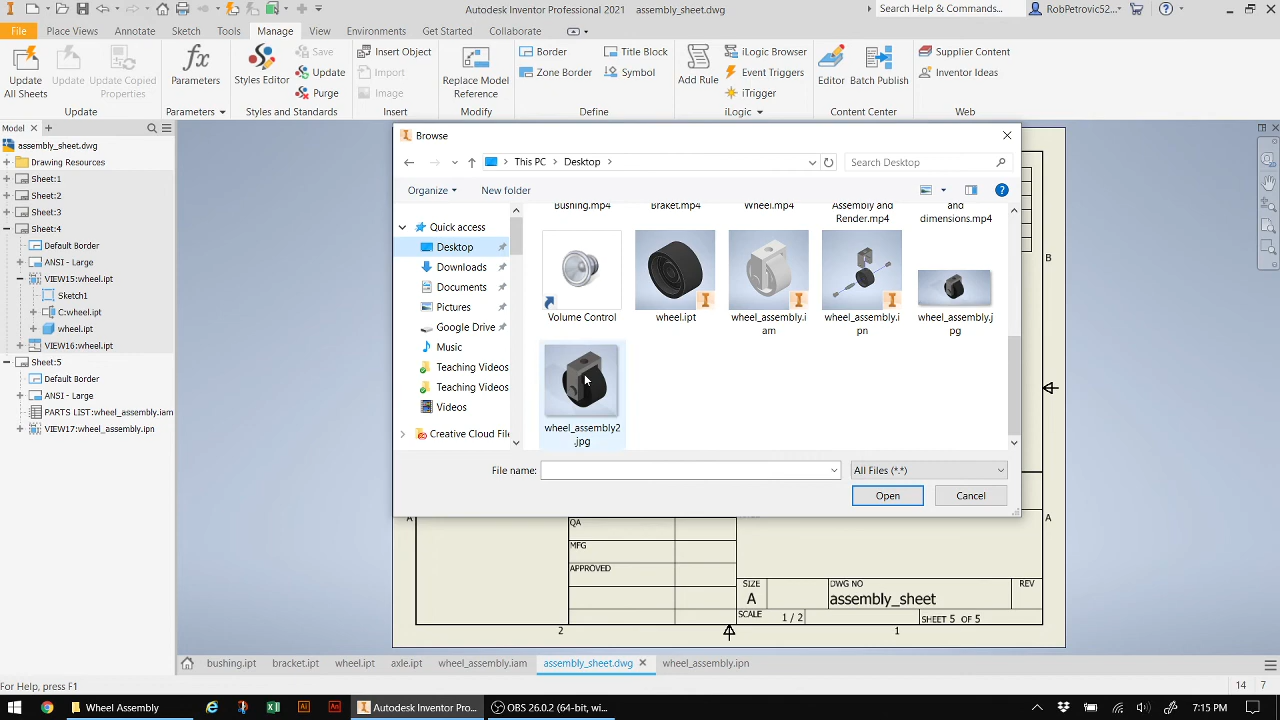 Autodesk Inventor Professional 2021 assembly_sheet.dwg
Search Help & Commands...
RobPetrovic52...
File Place Views Annotate Sketch Tools Manage View Environments Get Started Collaborate
Update All Sheets
Update
Update Copied Properties
Update
Parameters
Parameters
Styles Editor
Save
Update
Purge
Styles and Standards
Insert Object
Import
Image
Insert
Replace Model Reference
Modify
Border
Zone Border
Title Block
Symbol
Define
Add Rule
iLogic Browser
Event Triggers
iTrigger
iLogic
Editor
Batch Publish
Content Center
Supplier Content
Inventor Ideas
Web
Model
assembly_sheet.dwg
Drawing Resources
Sheet:1
Sheet:2
Sheet:3
Sheet:4
Default Border
ANSI - Large
VIEW15:wheel.ipt
Sketch1
C:wheel.ipt
wheel.ipt
VIEW16:wheel.ipt
Sheet:5
Default Border
ANSI - Large
PARTS LIST:wheel_assembly.iam
VIEW17:wheel_assembly.ipn
Browse
This PC Desktop
Search Desktop
Organize New folder
Quick access
Desktop
Downloads
Documents
Pictures
Google Drive
Music
Teaching Videos
Teaching Videos
Videos
Creative Cloud File
Bushing.mp4
Braket.mp4
Wheel.mp4
Assembly and
Render.mp4
and
dimensions.mp4
Volume Control
wheel.ipt
wheel_assembly.i
am
wheel_assembly.i
pn
wheel_assembly.j
pg
wheel_assembly2
.jpg
File name:
All Files (*.*)
Open Cancel
B
A
A
QA
MFG
APPROVED
SIZE
A
DWG NO
assembly_sheet
REV
SCALE 1 / 2
SHEET 5 OF 5
2
1
bushing.ipt bracket.ipt wheel.ipt axle.ipt wheel_assembly.iam assembly_sheet.dwg wheel_assembly.ipn
For Help, press F1
14 7
Wheel Assembly
Autodesk Inventor Pro...
OBS 26.0.2 (64-bit, wi...
7:15 PM